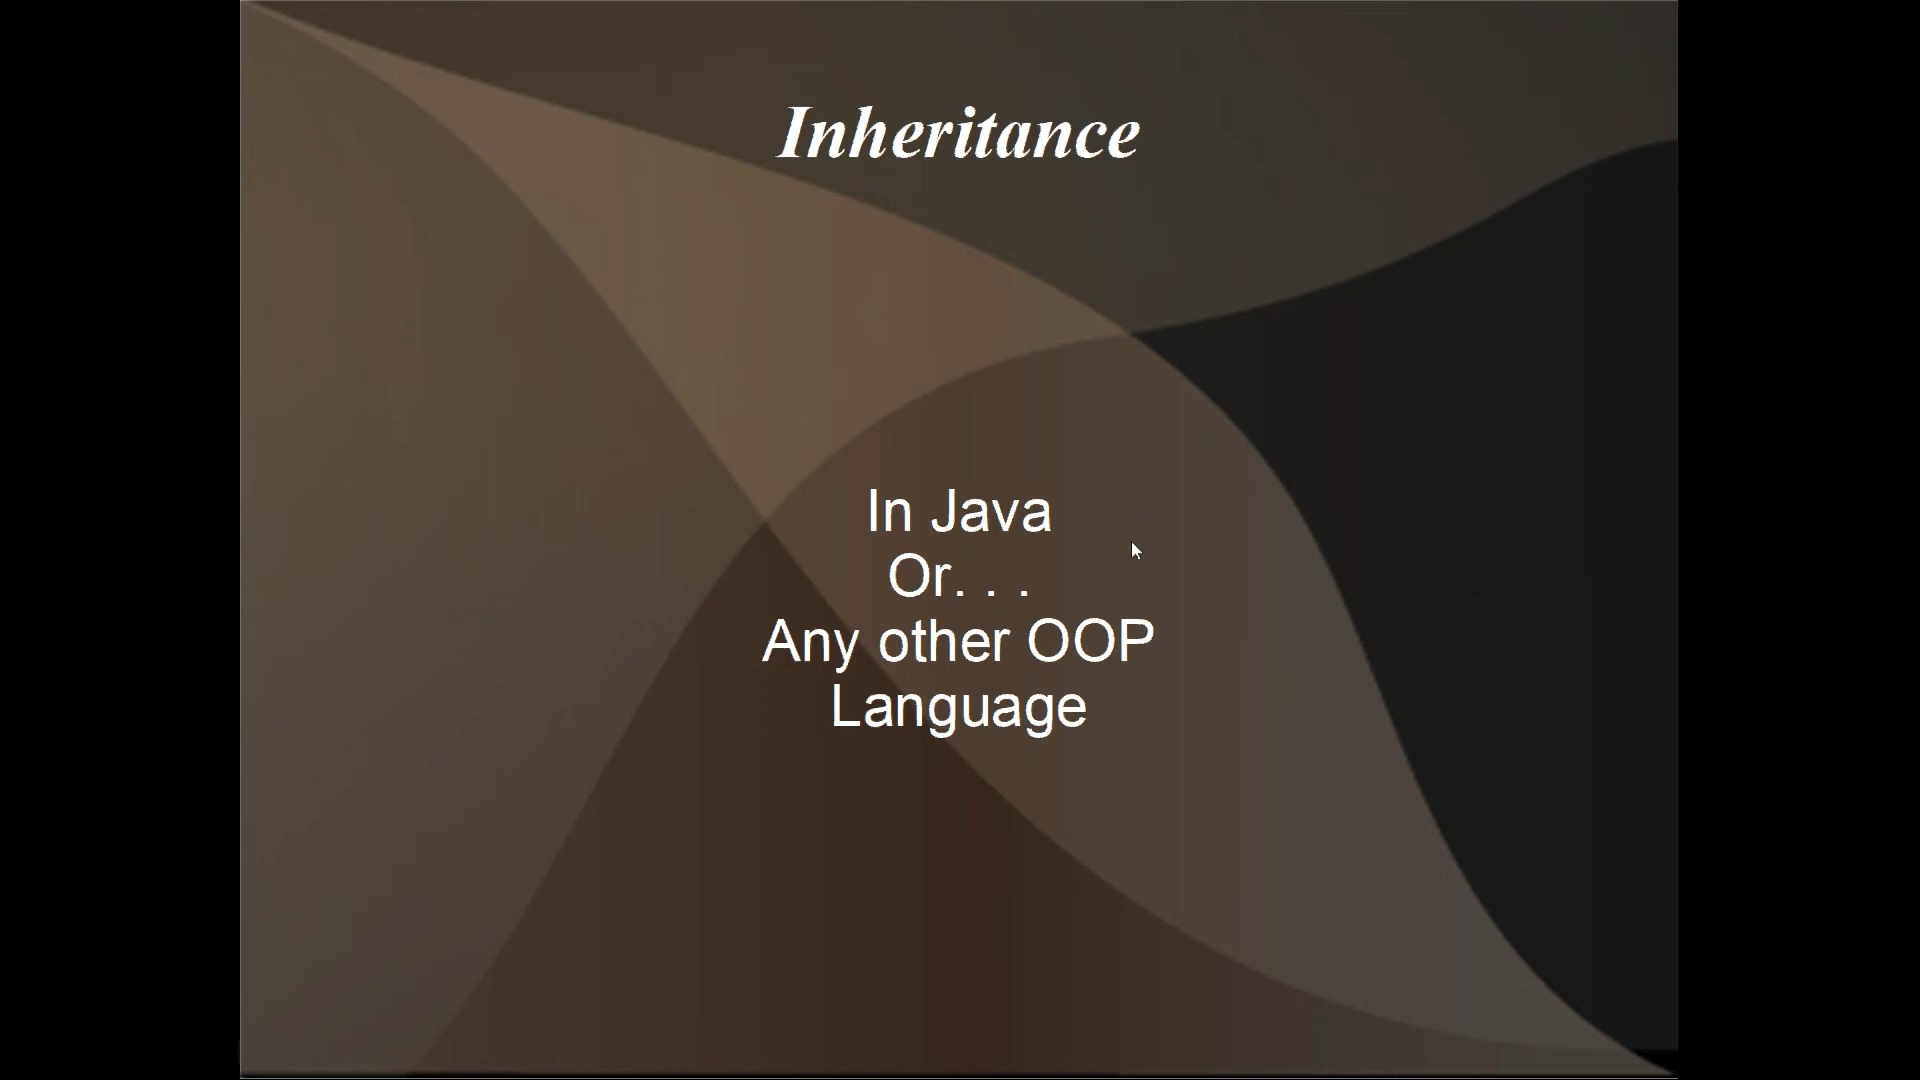 Inheritance
In Java
Or. . .
Any other OOP
Language